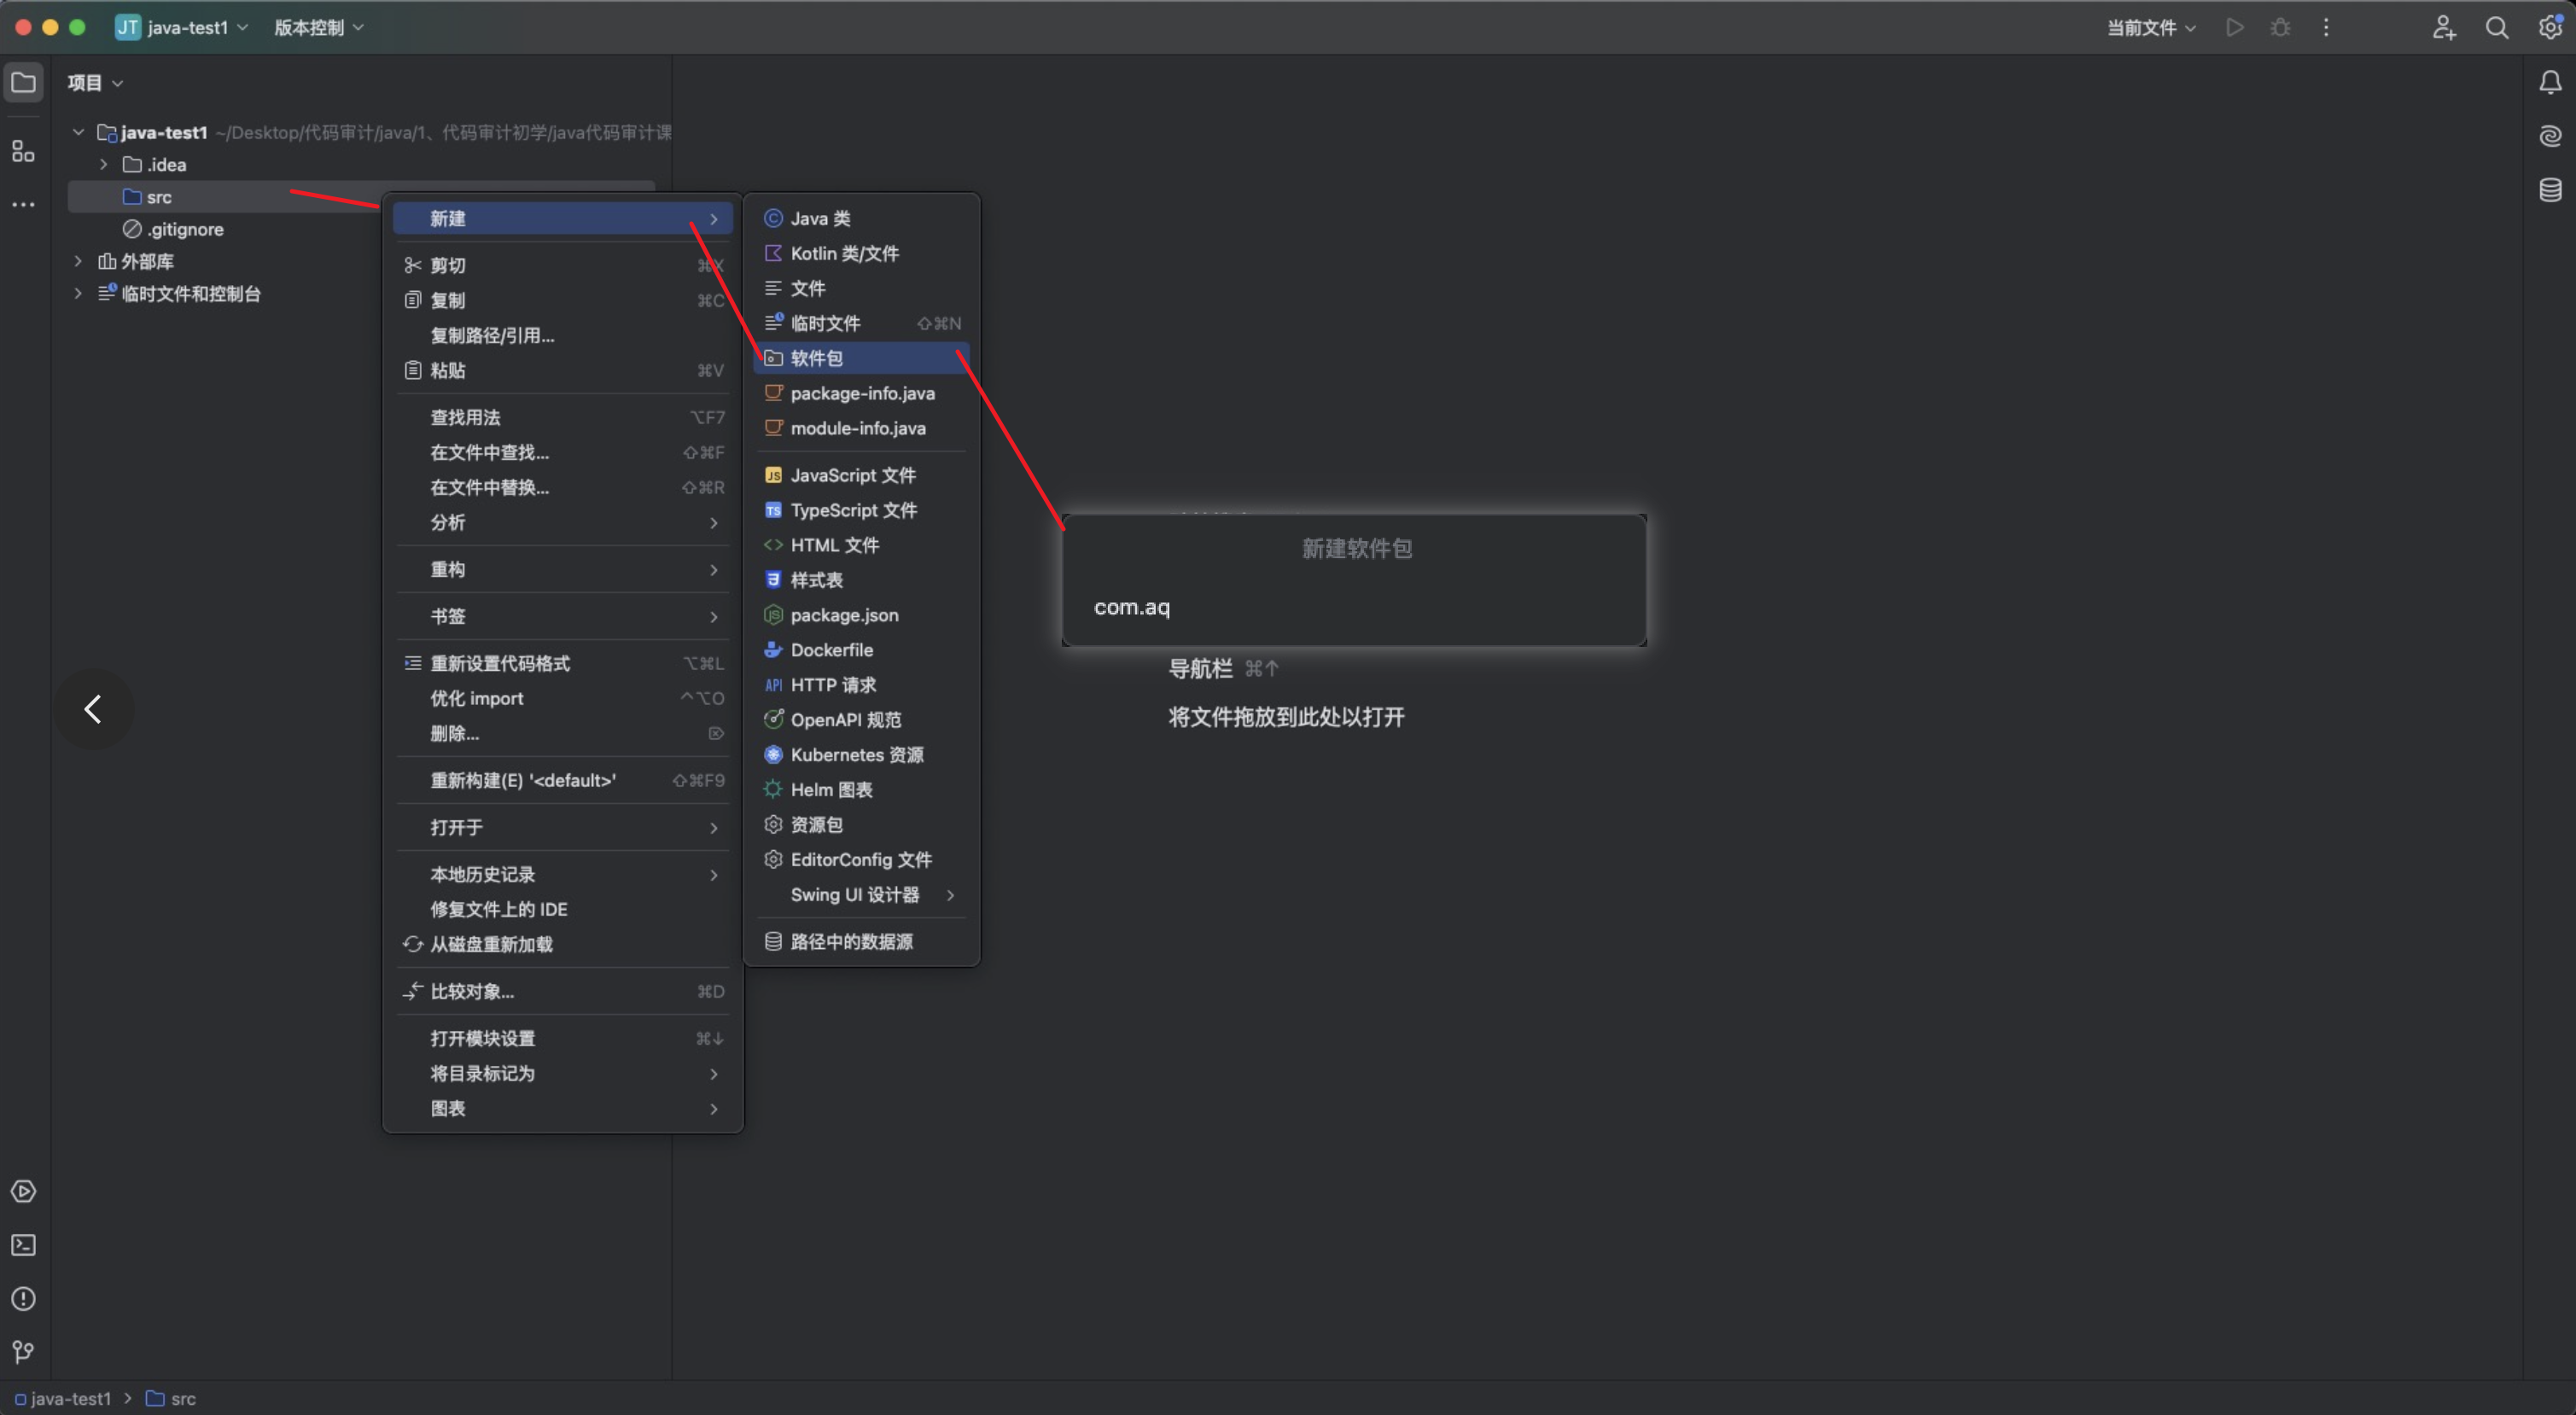 JT java-test1 版本控制 当前文件
项目
java-test1 ~/Desktop/代码审计/java/1、代码审计初学/java代码审计课
.idea
src
.gitignore
外部库
临时文件和控制台
新建
剪切 ⌘X
复制 ⌘C
复制路径/引用...
粘贴 ⌘V
查找用法 ⌥F7
在文件中查找... ⇧⌘F
在文件中替换... ⇧⌘R
分析
重构
书签
重新设置代码格式 ⌥⌘L
优化 import ^⌥O
删除... ⌦
重新构建(E) '<default>' ⇧⌘F9
打开于
本地历史记录
修复文件上的 IDE
从磁盘重新加载
比较对象... ⌘D
打开模块设置 ⌘↓
将目录标记为
图表
Java 类
Kotlin 类/文件
文件
临时文件 ⇧⌘N
软件包
package-info.java
module-info.java
JS JavaScript 文件
TS TypeScript 文件
HTML 文件
样式表
package.json
Dockerfile
API HTTP 请求
OpenAPI 规范
Kubernetes 资源
Helm 图表
资源包
EditorConfig 文件
Swing UI 设计器
路径中的数据源
新建软件包
com.aq
导航栏 ⌘↑
将文件拖放到此处以打开
java-test1 > src